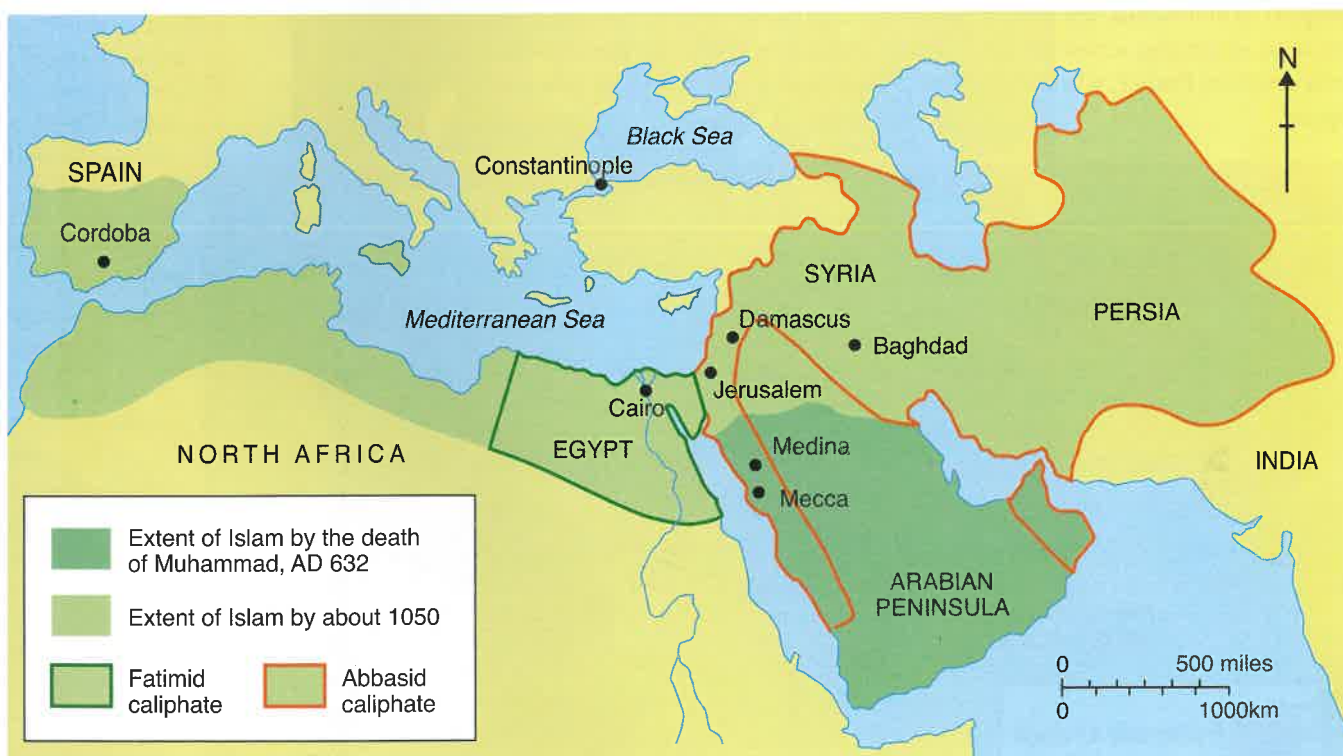 N
Black Sea
SPAIN
Constantinople
Cordoba
SYRIA
Mediterranean Sea
Damascus
PERSIA
Baghdad
Jerusalem
Cairo
NORTH AFRICA
EGYPT
Medina
INDIA
Mecca
ARABIAN
PENINSULA
Extent of Islam by the death
of Muhammad, AD 632
Extent of Islam by about 1050
Fatimid
caliphate
Abbasid
caliphate
0 500 miles
0 1000km